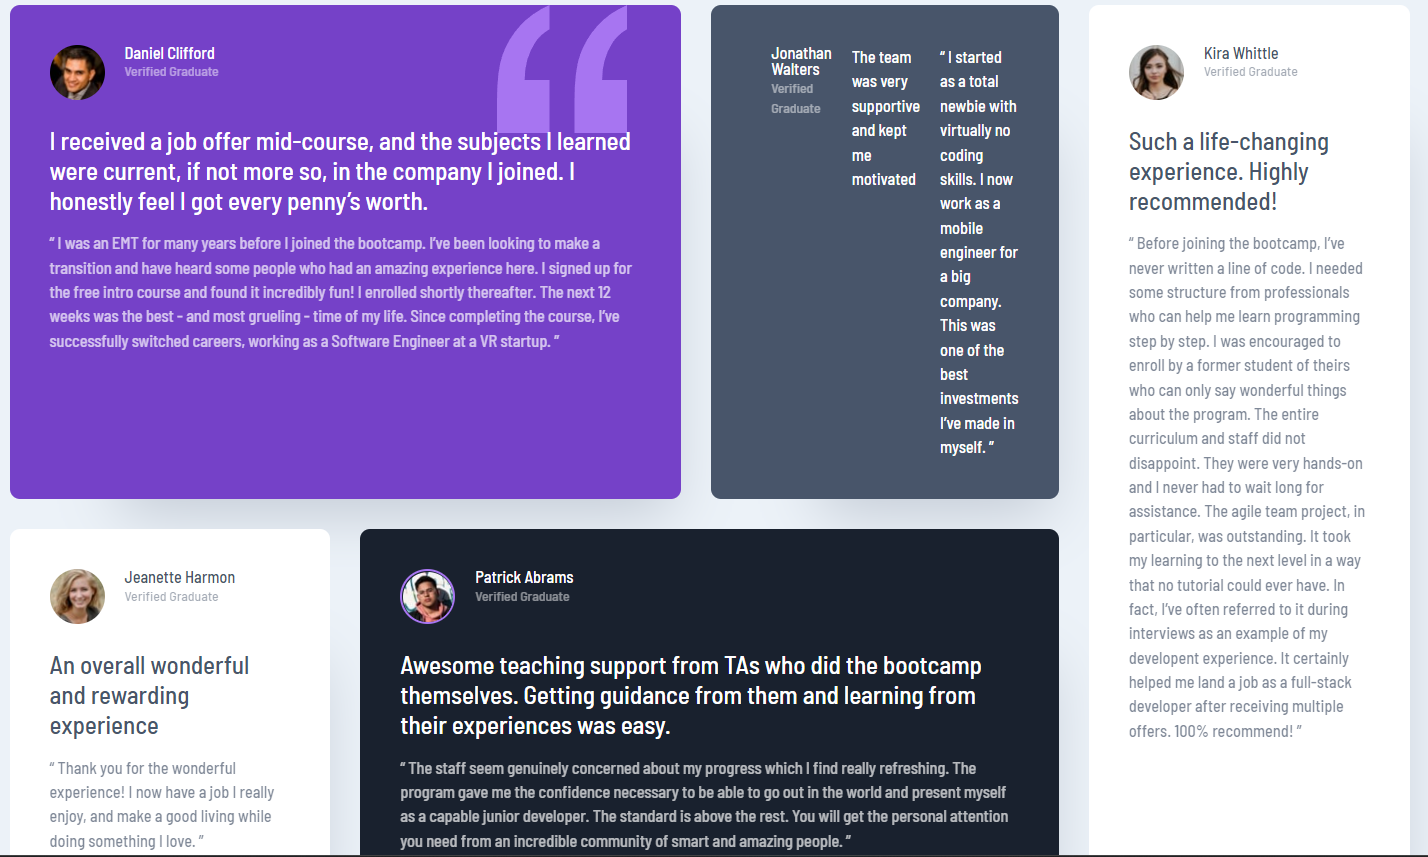 Daniel Clifford
Verified Graduate
I received a job offer mid-course, and the subjects I learned
were current, if not more so, in the company I joined. I
honestly feel I got every penny’s worth.
“ I was an EMT for many years before I joined the bootcamp. I’ve been looking to make a
transition and have heard some people who had an amazing experience here. I signed up for
the free intro course and found it incredibly fun! I enrolled shortly thereafter. The next 12
weeks was the best - and most grueling - time of my life. Since completing the course, I’ve
successfully switched careers, working as a Software Engineer at a VR startup. ”
Jonathan
Walters
Verified
Graduate
The team
was very
supportive
and kept
me
motivated
“ I started
as a total
newbie with
virtually no
coding
skills. I now
work as a
mobile
engineer for
a big
company.
This was
one of the
best
investments
I’ve made in
myself. ”
Kira Whittle
Verified Graduate
Such a life-changing
experience. Highly
recommended!
“ Before joining the bootcamp, I’ve
never written a line of code. I needed
some structure from professionals
who can help me learn programming
step by step. I was encouraged to
enroll by a former student of theirs
who can only say wonderful things
about the program. The entire
curriculum and staff did not
disappoint. They were very hands-on
and I never had to wait long for
assistance. The agile team project, in
particular, was outstanding. It took
my learning to the next level in a way
that no tutorial could ever have. In
fact, I’ve often referred to it during
interviews as an example of my
developent experience. It certainly
helped me land a job as a full-stack
developer after receiving multiple
offers. 100% recommend! ”
Jeanette Harmon
Verified Graduate
An overall wonderful
and rewarding
experience
“ Thank you for the wonderful
experience! I now have a job I really
enjoy, and make a good living while
doing something I love. ”
Patrick Abrams
Verified Graduate
Awesome teaching support from TAs who did the bootcamp
themselves. Getting guidance from them and learning from
their experiences was easy.
“ The staff seem genuinely concerned about my progress which I find really refreshing. The
program gave me the confidence necessary to be able to go out in the world and present myself
as a capable junior developer. The standard is above the rest. You will get the personal attention
you need from an incredible community of smart and amazing people. ”